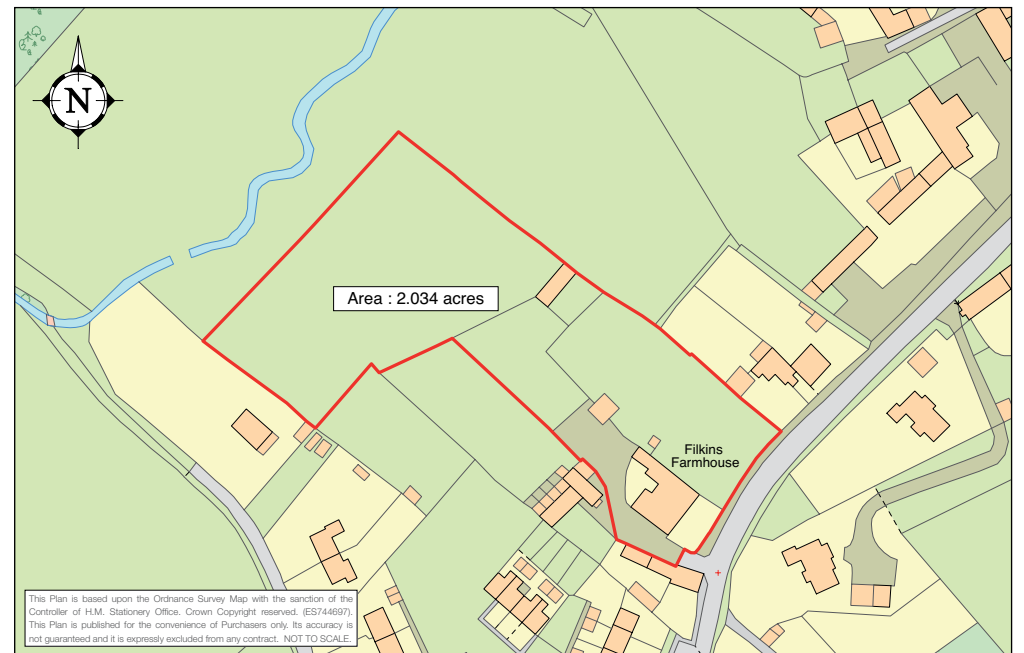 N
Area : 2.034 acres
Filkins
Farmhouse
This Plan is based upon the Ordnance Survey Map with the sanction of the
Controller of H.M. Stationery Office. Crown Copyright reserved. (ES744697).
This Plan is published for the convenience of Purchasers only. Its accuracy is
not guaranteed and it is expressly excluded from any contract. NOT TO SCALE.